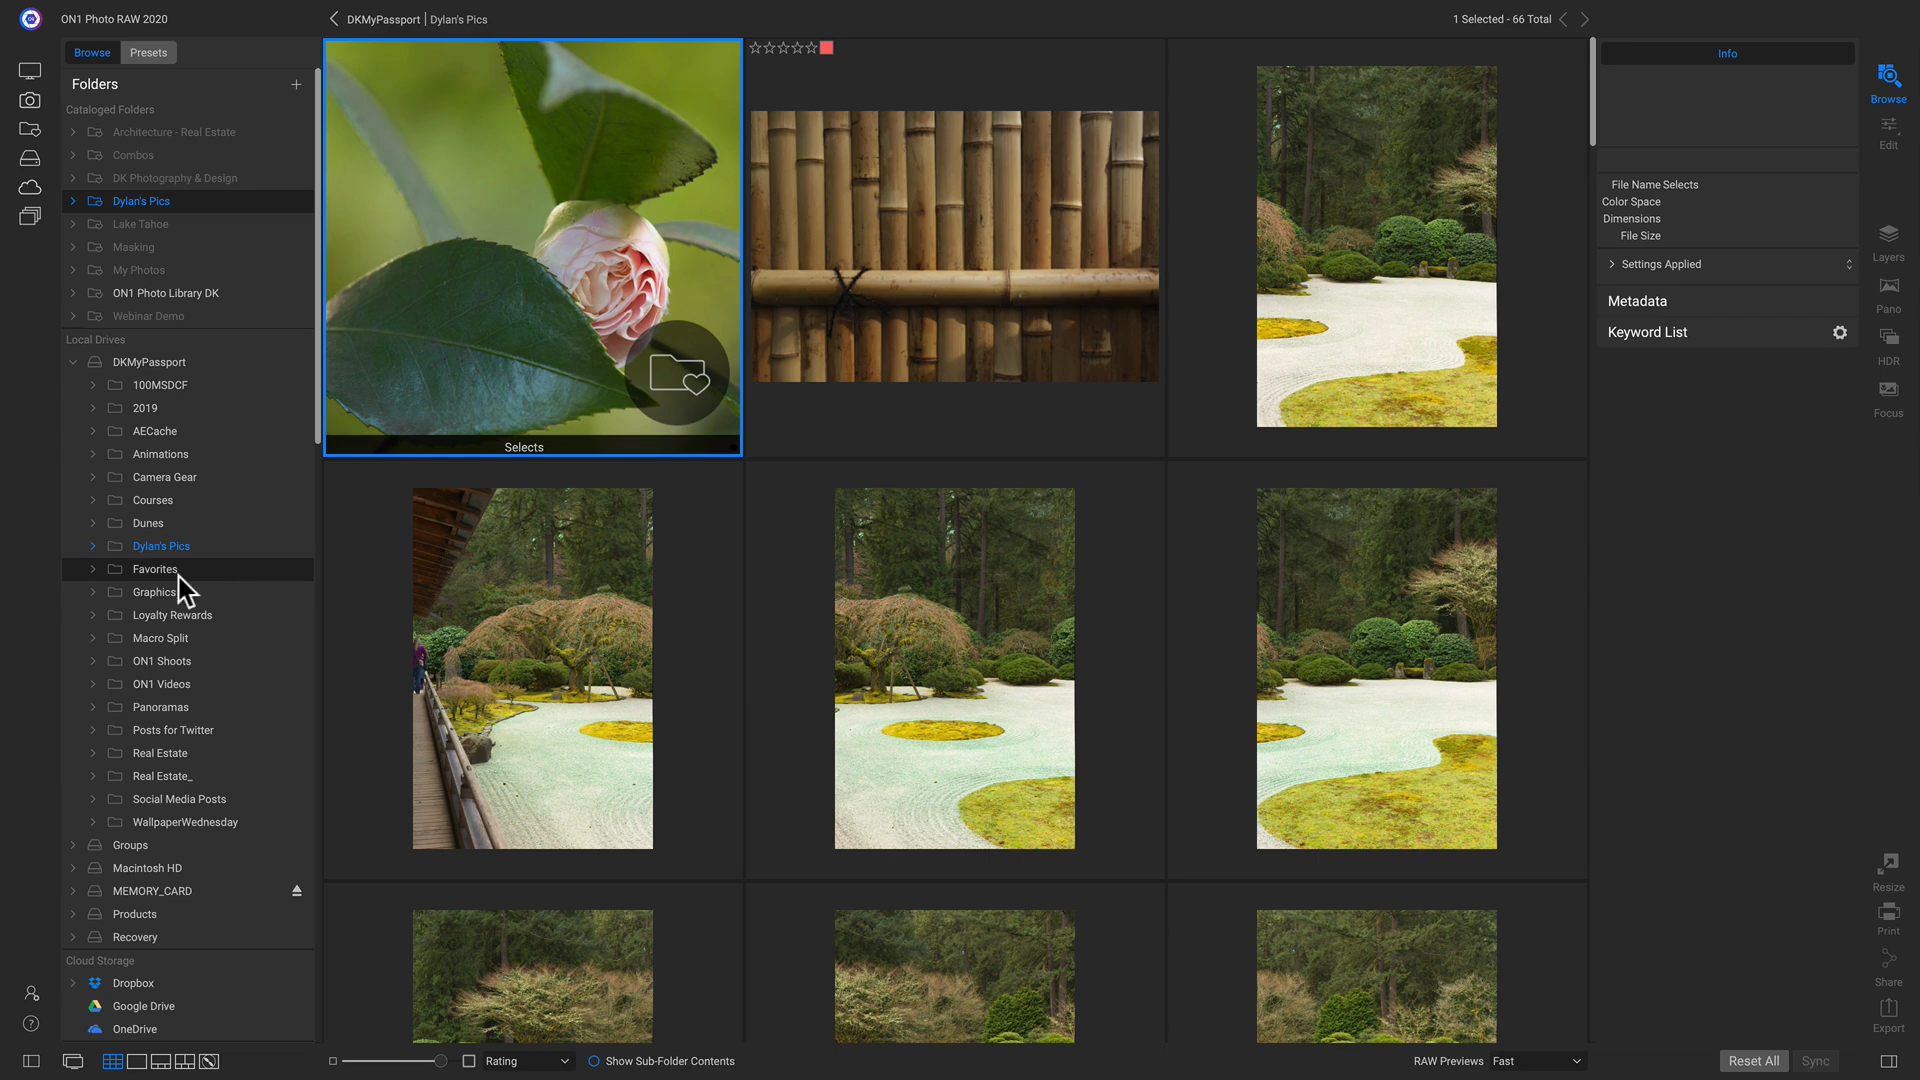 ON1 Photo RAW 2020
DKMyPassport | Dylan's Pics
1 Selected - 66 Total
Browse
Presets
Folders
Cataloged Folders
Architecture - Real Estate
Combos
DK Photography & Design
Dylan's Pics
Lake Tahoe
Masking
My Photos
ON1 Photo Library DK
Webinar Demo
Local Drives
DKMyPassport
100MSDCF
2019
AECache
Animations
Camera Gear
Courses
Dunes
Dylan's Pics
Favorites
Graphics
Loyalty Rewards
Macro Split
ON1 Shoots
ON1 Videos
Panoramas
Posts for Twitter
Real Estate
Real Estate_
Social Media Posts
WallpaperWednesday
Groups
Macintosh HD
MEMORY_CARD
Products
Recovery
Cloud Storage
Dropbox
Google Drive
OneDrive
Selects
Rating
Show Sub-Folder Contents
RAW Previews Fast
Info
File Name Selects
Color Space
Dimensions
File Size
Settings Applied
Metadata
Keyword List
Reset All
Sync
Browse
Edit
Layers
Pano
HDR
Focus
Resize
Print
Share
Export